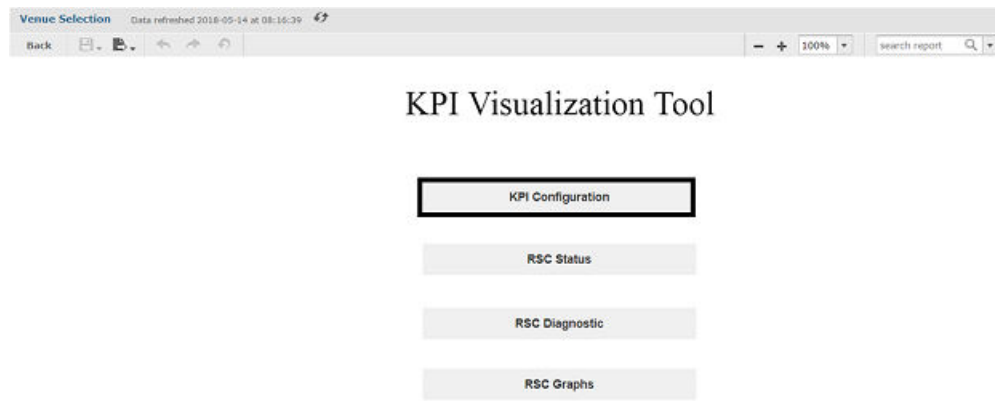 Venue Selection Data refreshed 2018-05-14 at 08:16:39
Back 100% search report
KPI Visualization Tool
KPI Configuration
RSC Status
RSC Diagnostic
RSC Graphs